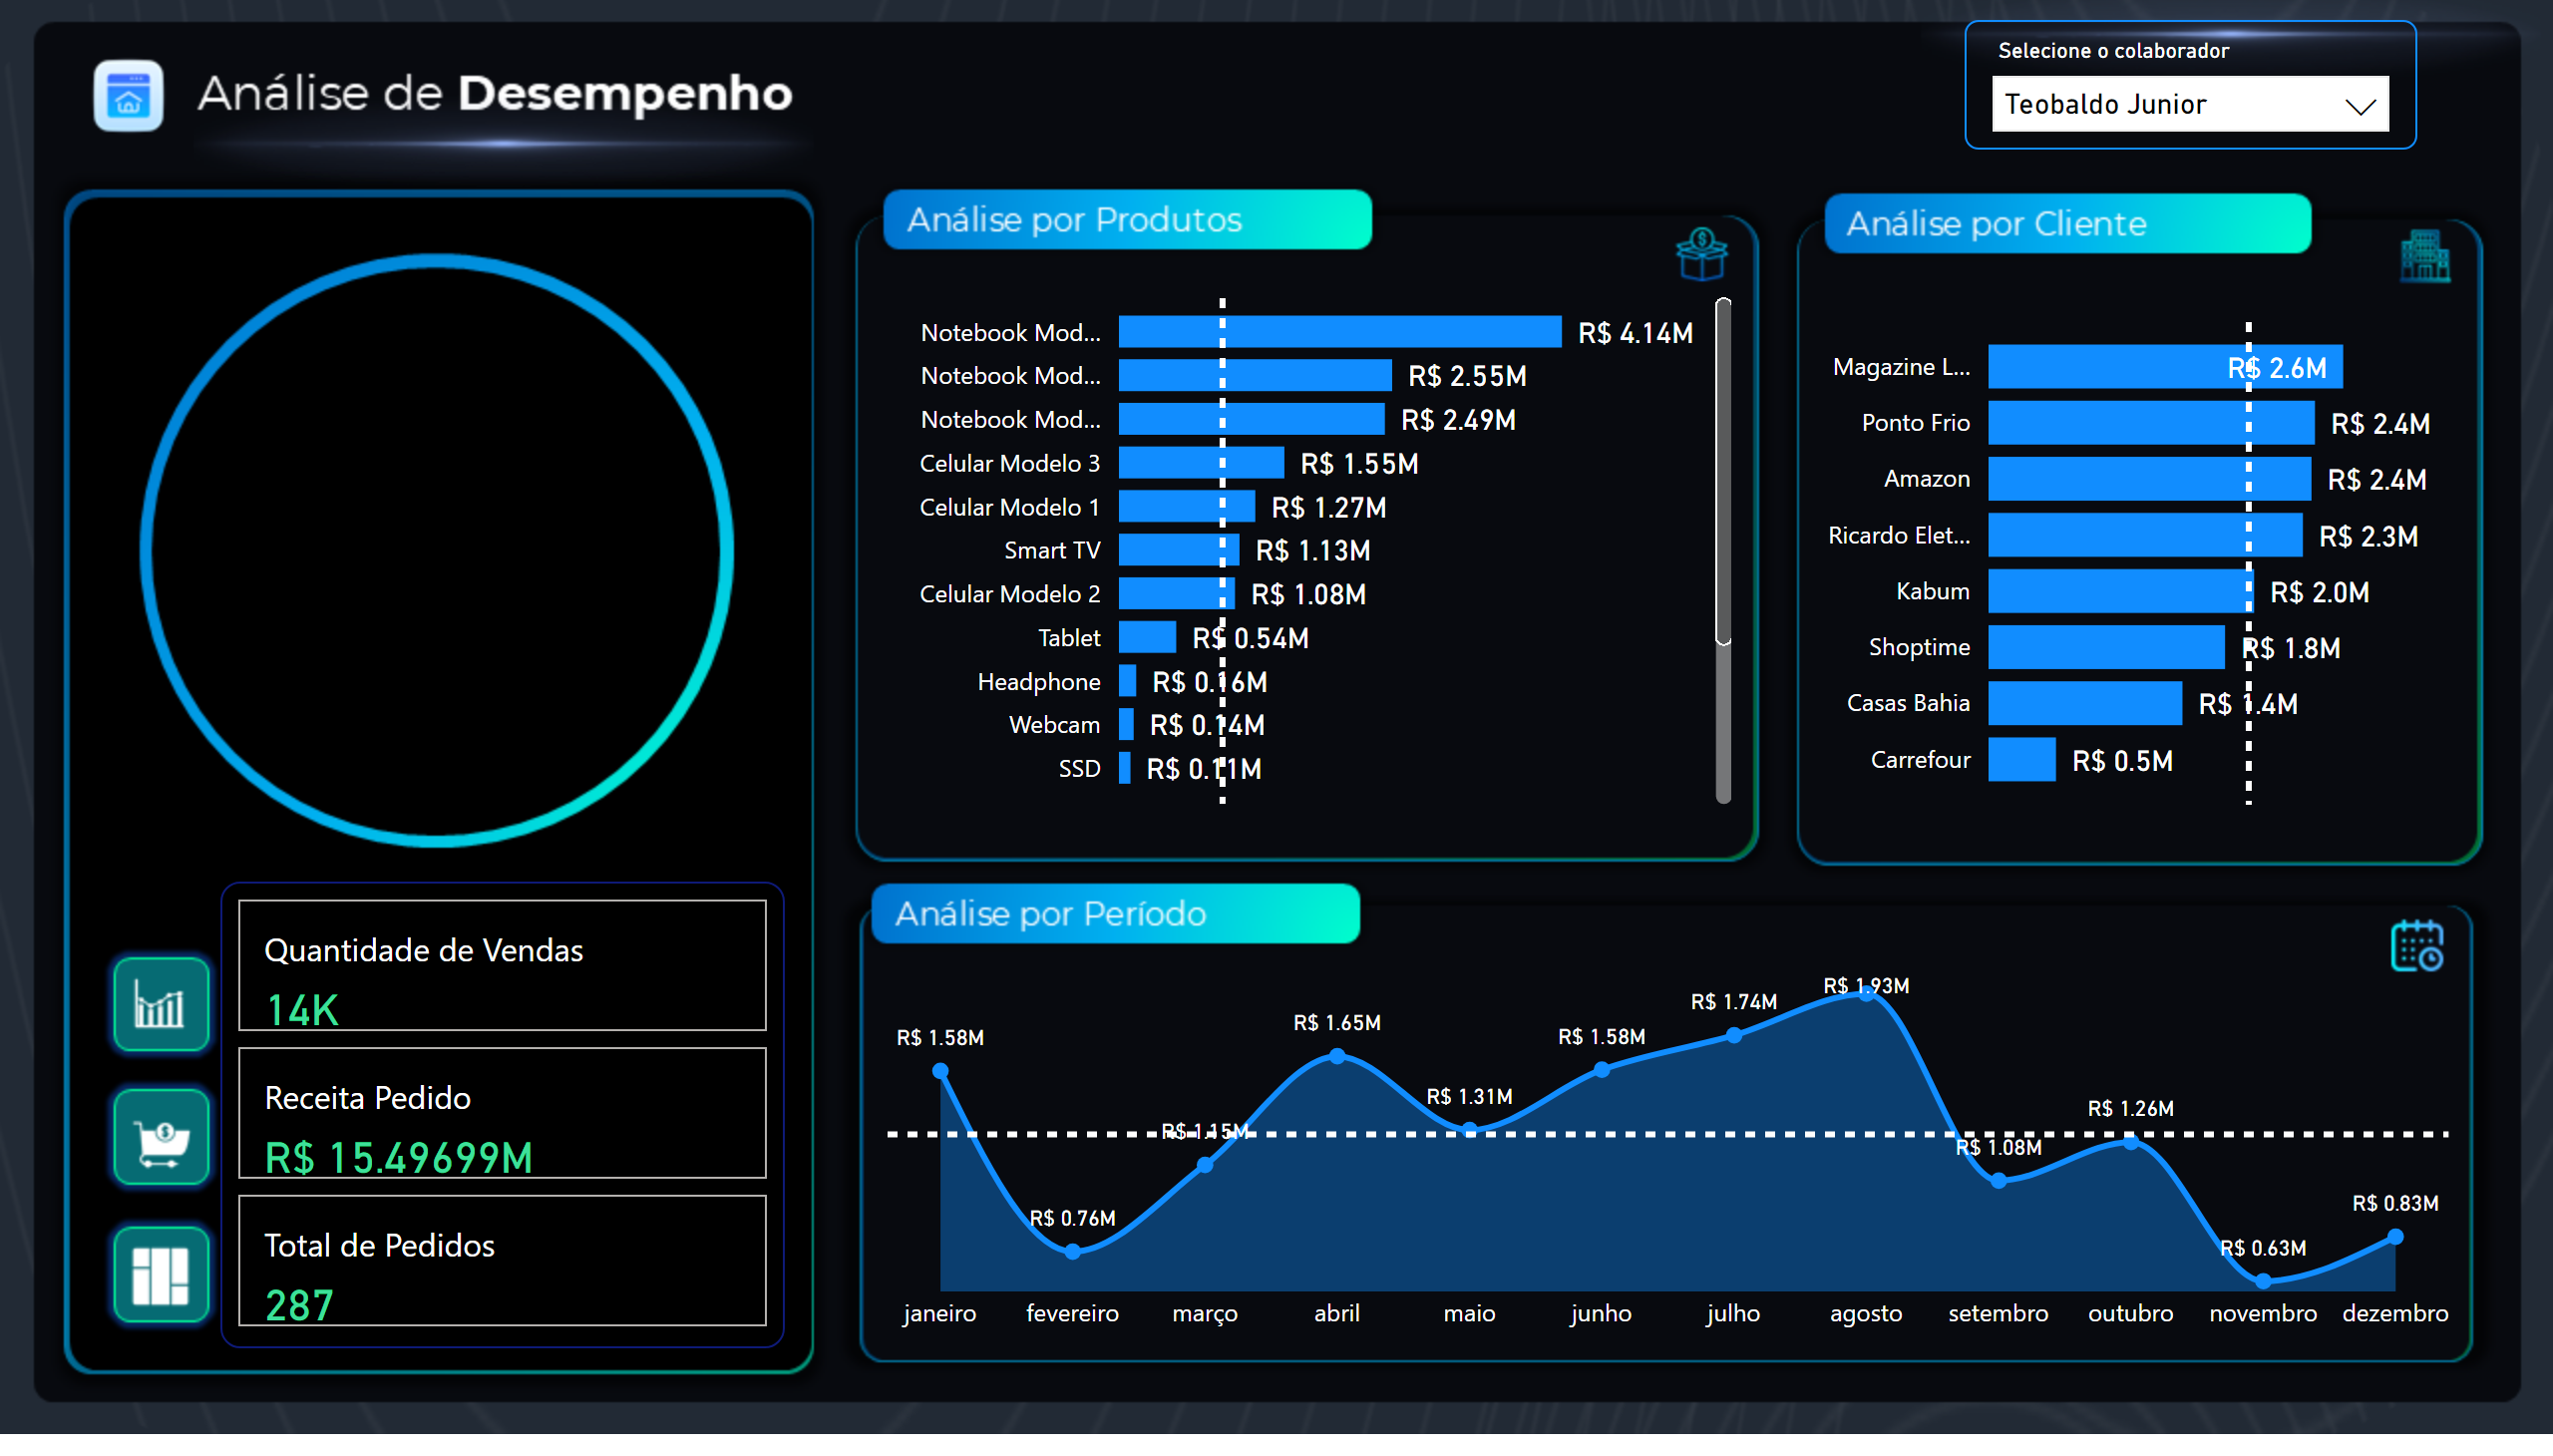 Análise de Desempenho
Selecione o colaborador
Teobaldo Junior
Análise por Produtos
Notebook Mod... R$ 4.14M
Notebook Mod... R$ 2.55M
Notebook Mod... R$ 2.49M
Celular Modelo 3 R$ 1.55M
Celular Modelo 1 R$ 1.27M
Smart TV R$ 1.13M
Celular Modelo 2 R$ 1.08M
Tablet R$ 0.54M
Headphone R$ 0.16M
Webcam R$ 0.14M
SSD R$ 0.11M
Análise por Cliente
Magazine L... R$ 2.6M
Ponto Frio R$ 2.4M
Amazon R$ 2.4M
Ricardo Elet... R$ 2.3M
Kabum R$ 2.0M
Shoptime R$ 1.8M
Casas Bahia R$ 1.4M
Carrefour R$ 0.5M
Quantidade de Vendas
14K
Receita Pedido
R$ 15.49699M
Total de Pedidos
287
Análise por Período
R$ 1.58M R$ 0.76M R$ 1.15M R$ 1.65M R$ 1.31M R$ 1.58M R$ 1.74M R$ 1.93M R$ 1.08M R$ 1.26M R$ 0.63M R$ 0.83M
janeiro fevereiro março abril maio junho julho agosto setembro outubro novembro dezembro